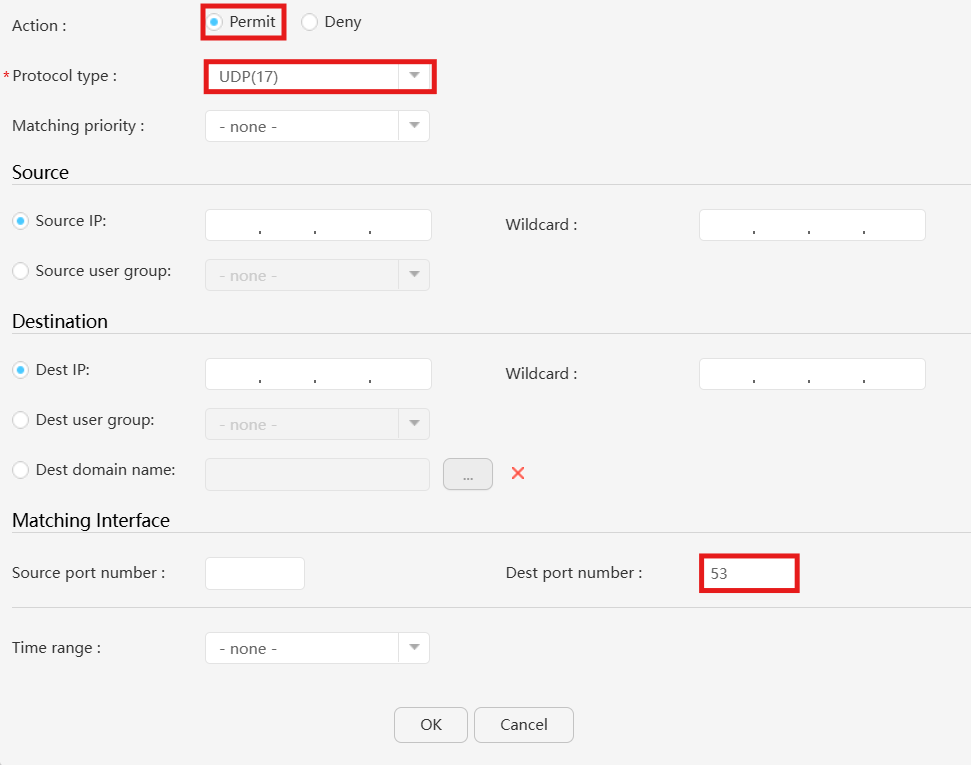 Action : Permit Deny
*Protocol type : UDP(17)
Matching priority : - none -
Source
Source IP: . . . Wildcard : . . .
Source user group: - none -
Destination
Dest IP: . . . Wildcard : . . .
Dest user group: - none -
Dest domain name: ...
Matching Interface
Source port number : Dest port number : 53
Time range : - none -
OK Cancel